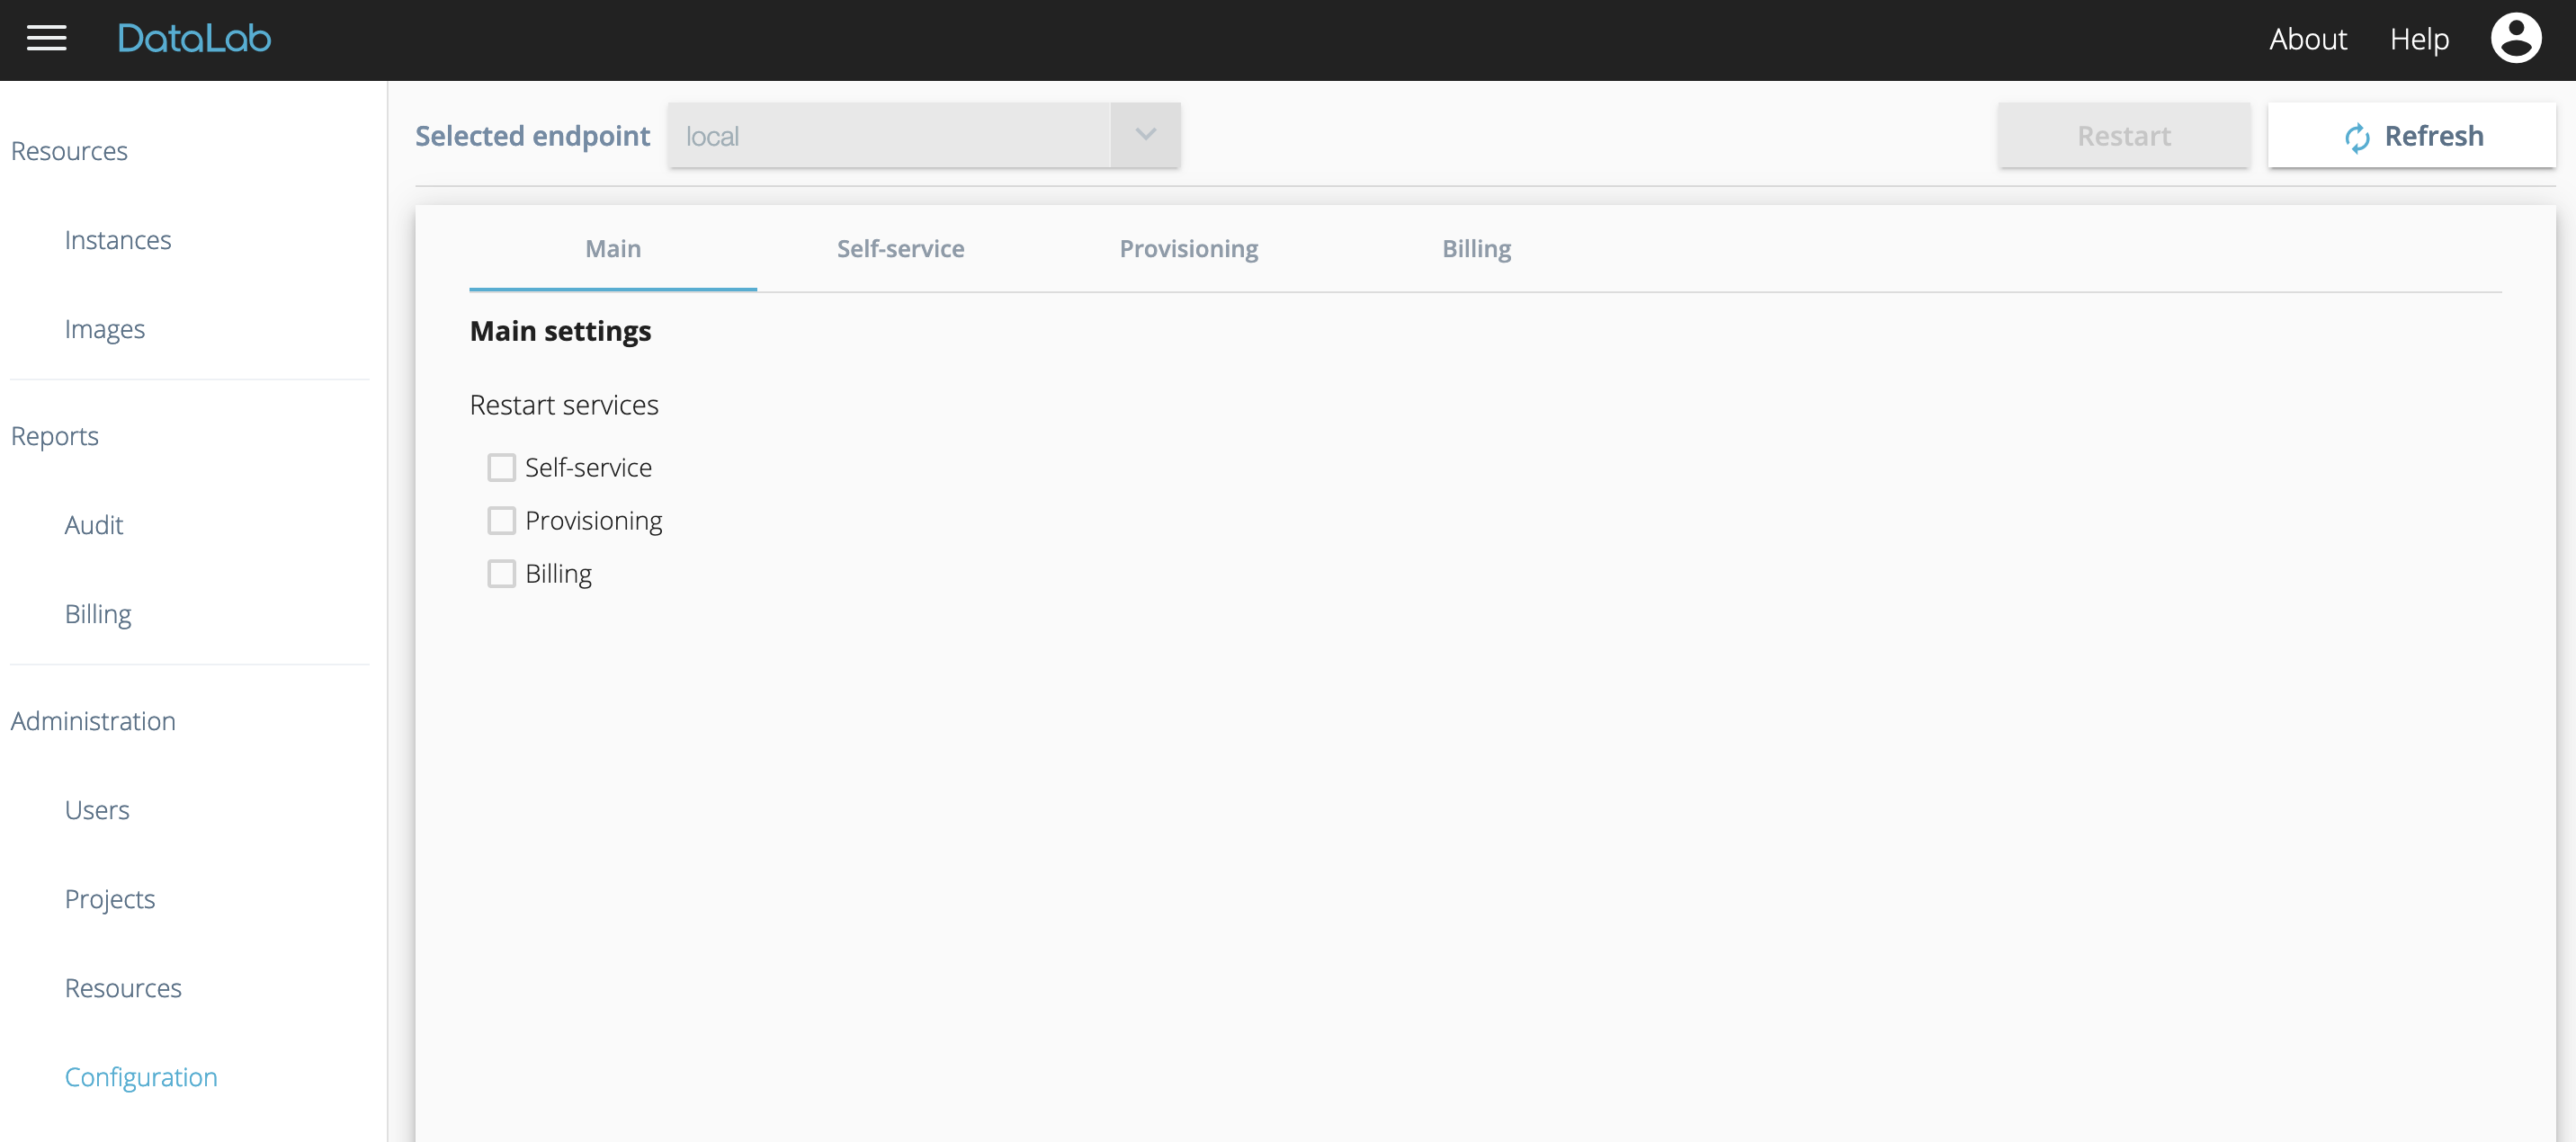 DataLab
About Help
Resources
Instances
Images
Reports
Audit
Billing
Administration
Users
Projects
Resources
Configuration
Selected endpoint local Restart Refresh
Main Self-service Provisioning Billing
Main settings
Restart services
Self-service
Provisioning
Billing